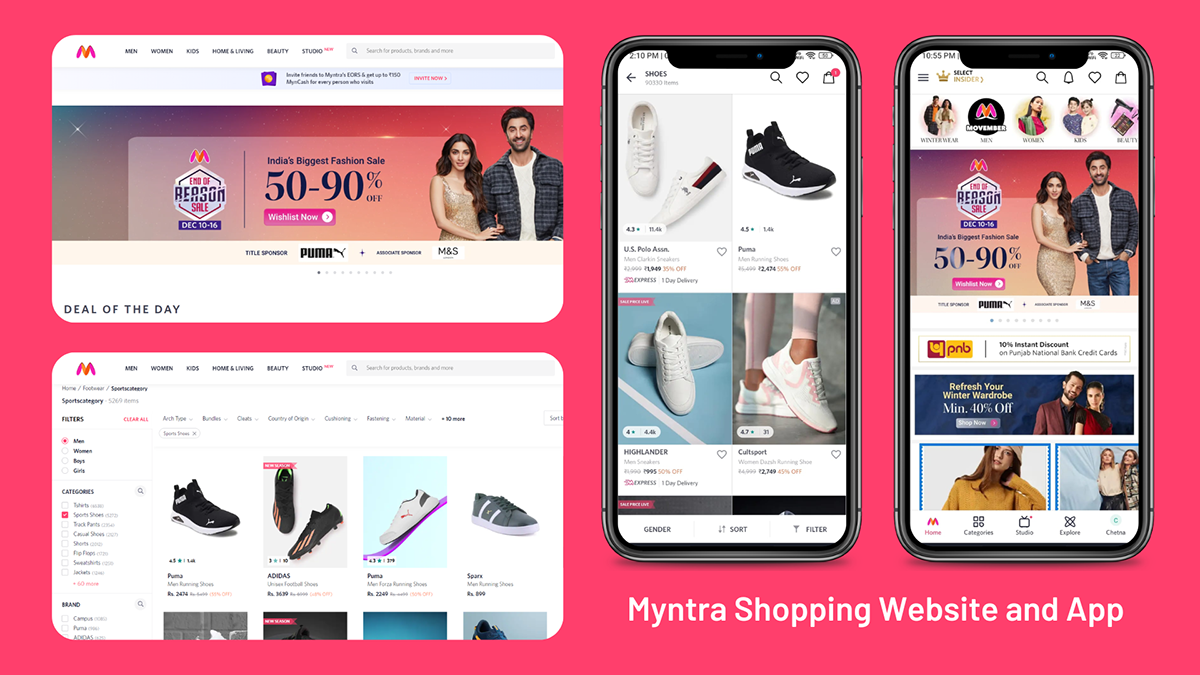 MEN WOMEN KIDS HOME & LIVING BEAUTY STUDIO NEW
Search for products, brands and more
Invite friends to Myntra's EORS & get up to ₹150
MynCash for every person who visits
INVITE NOW >
END OF
REASON
SALE
DEC 10-16
India's Biggest Fashion Sale
50-90% OFF
Wishlist Now
TITLE SPONSOR PUMA + ASSOCIATE SPONSOR M&S
DEAL OF THE DAY
MEN WOMEN KIDS HOME & LIVING BEAUTY STUDIO NEW
Search for products, brands and more
Home / Footwear / Sportscategory
Sportscategory - 5269 items
FILTERS CLEAR ALL
Arch Type Bundles Cleats Country of Origin Cushioning Fastening Material + 10 more
Sort b
Sports Shoes X
Men
Women
Boys
Girls
CATEGORIES
Tshirts
Sports Shoes
Track Pants
Casual Shoes
Shorts
Flip Flops
Sweatshirts
Jackets
+ 60 more
BRAND
Campus
Puma
ADIDAS
4.5 ★ | 1.4k
Puma
Men Running Shoes
Rs. 2474
NEW SEASON
3 ★ | 10
ADIDAS
Unisex Football Shoes
Rs. 3639
4.3 ★ | 219
Puma
Men Forza Running Shoes
Rs. 2249
Sparx
Men Running Shoes
Rs. 899
NEW SEASON
2:10 PM
SHOES
90330 Items
1
4.3 ★ | 11.4k
U.S. Polo Assn.
Men Clarkin Sneakers
₹2,999 ₹1,949 35% OFF
EXPRESS | 1 Day Delivery
PUMA
4.5 ★ | 1.4k
Puma
Men Running Shoes
₹5,499 ₹2,474 55% OFF
SALE PRICE LIVE
4 ★ | 4.4k
HIGHLANDER
Men Sneakers
₹1,990 ₹995 50% OFF
EXPRESS | 1 Day Delivery
AD
4.7 ★ | 31
Cultsport
Women Dazsh Running Shoe
₹4,999 ₹2,749 45% OFF
SALE PRICE LIVE
GENDER SORT FILTER
10:55 PM
SELECT
INSIDER >
MOVEMBER
WINTERWEAR MEN WOMEN KIDS BEAUTY
END OF
REASON
SALE
DEC 10-16
India's Biggest Fashion Sale
50-90% OFF
Wishlist Now
TITLE SPONSOR PUMA + ASSOCIATE SPONSOR M&S
pnb
10% Instant Discount
on Punjab National Bank Credit Cards
Refresh Your
Winter Wardrobe
Min. 40% Off
Shop Now
Home Categories Studio Explore Chetna
C
Myntra Shopping Website and App